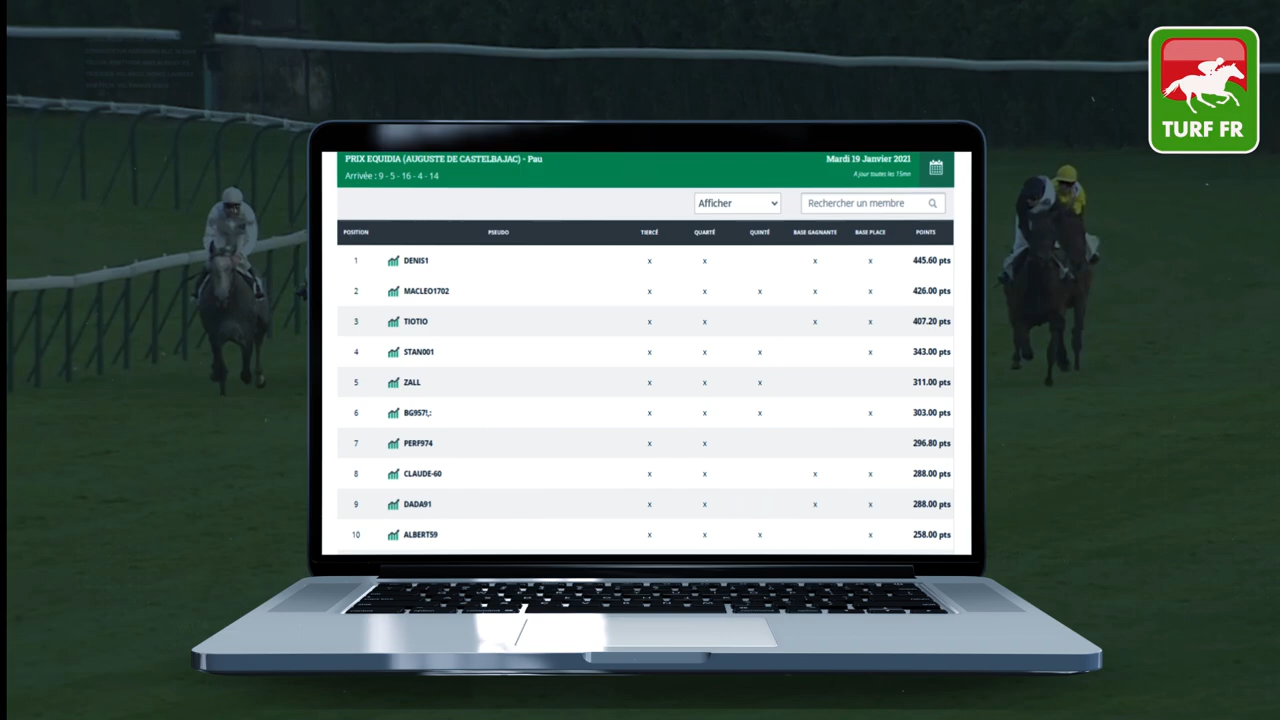 TURF FR
PRIX EQUIDIA (AUGUSTE DE CASTELBAJAC) - Pau
Mardi 19 Janvier 2021
Arrivée : 9 - 5 - 16 - 4 - 14
A jour toutes les 15mn
Afficher
Rechercher un membre
POSITION PSEUDO TIERCÉ QUARTÉ QUINTÉ BASE GAGNANTE BASE PLACE POINTS
1 DENIS1 x x x x 445.60 pts
2 MACLEO1702 x x x x x 426.00 pts
3 TIOTIO x x x x 407.20 pts
4 STAN001 x x x x 343.00 pts
5 ZALL x x x 311.00 pts
6 BG957!,: x x x x 303.00 pts
7 PERF974 x x 296.80 pts
8 CLAUDE-60 x x x x 288.00 pts
9 DADA91 x x x x 288.00 pts
10 ALBERT59 x x x x 258.00 pts